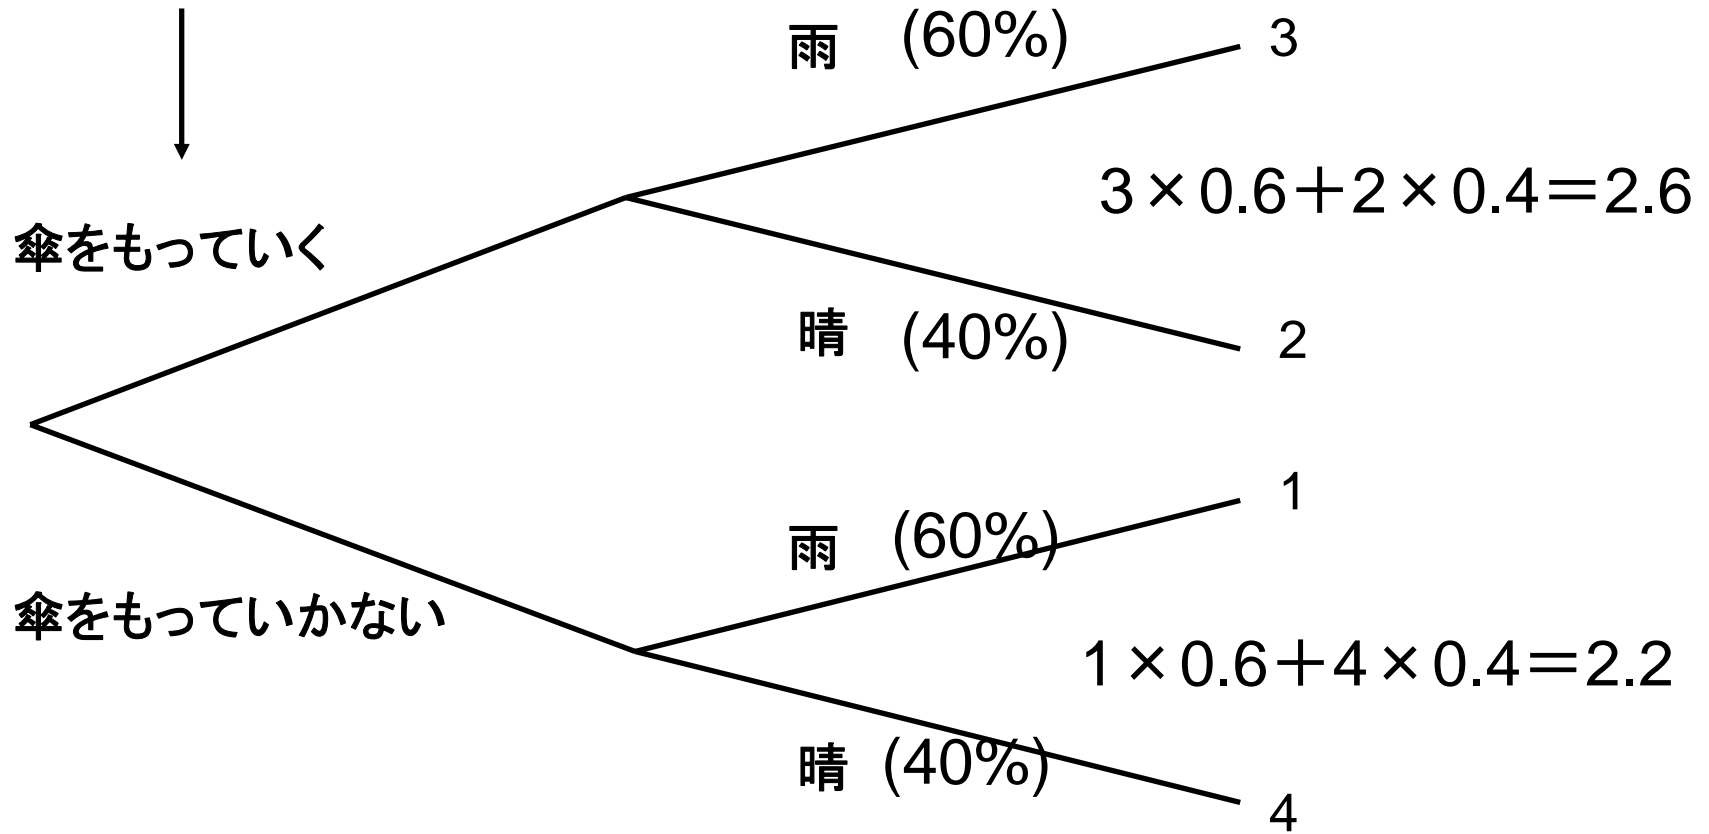 雨 (60%) 3
3×0.6+2×0.4=2.6
傘をもっていく
晴 (40%) 2
雨 (60%) 1
傘をもっていかない
1×0.6+4×0.4=2.2
晴 (40%) 4